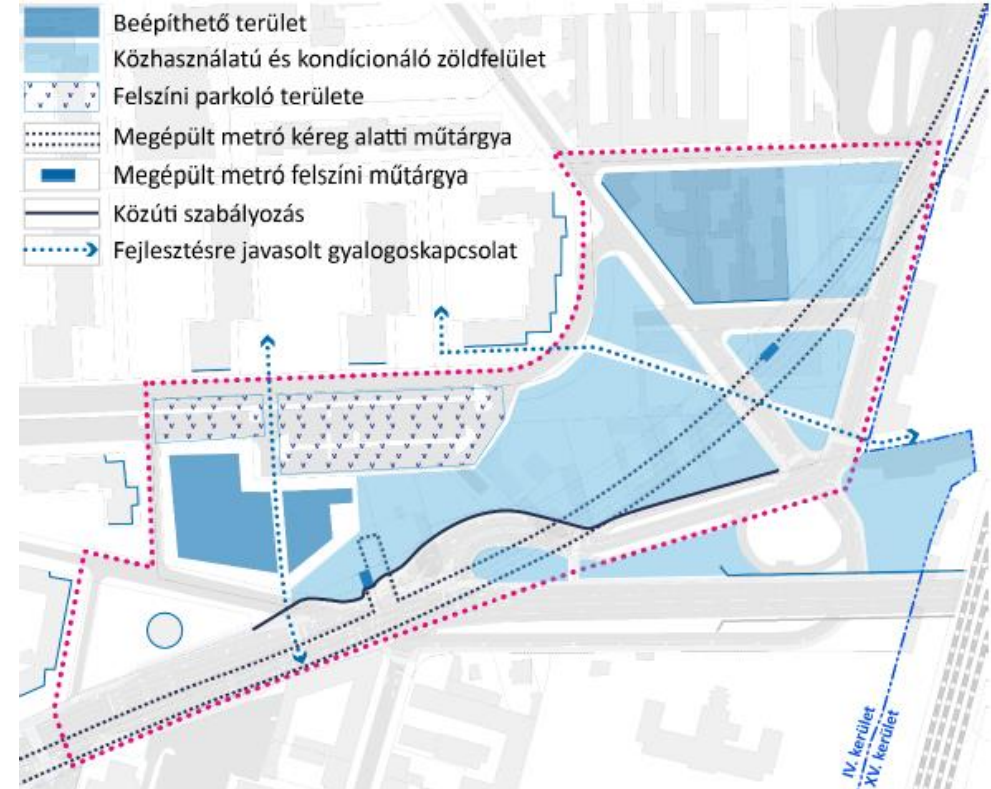 Beépíthető terület
Közhasználatú és kondícionáló zöldfelület
Felszíni parkoló területe
Megépült metró kéreg alatti műtárgya
Megépült metró felszíni műtárgya
Közúti szabályozás
Fejlesztésre javasolt gyalogoskapcsolat
IV. kerület
XV. kerület